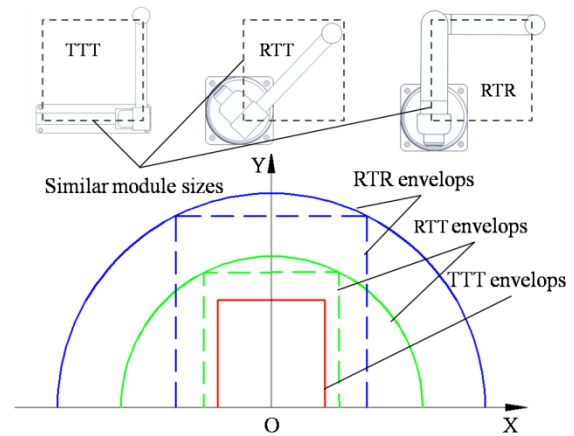 TTT
RTT
RTR
Similar module sizes
Y
RTR envelops
RTT envelops
TTT envelops
O
X